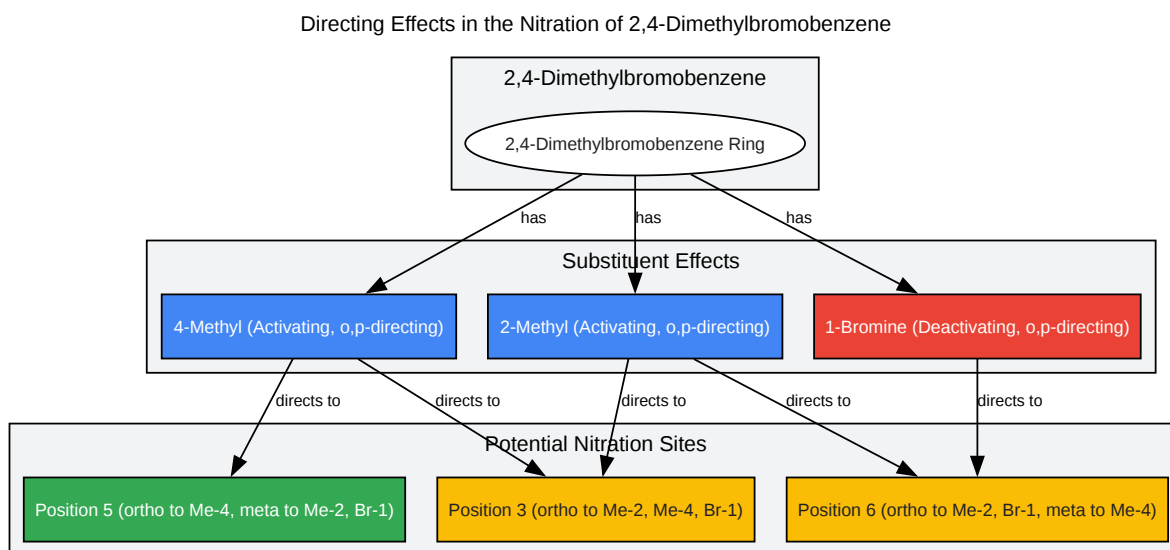 Directing Effects in the Nitration of 2,4-Dimethylbromobenzene
2,4-Dimethylbromobenzene
2,4-Dimethylbromobenzene Ring
has
has
has
Substituent Effects
4-Methyl (Activating, o,p-directing)
2-Methyl (Activating, o,p-directing)
1-Bromine (Deactivating, o,p-directing)
directs to
directs to
directs to
directs to
directs to
Potential Nitration Sites
Position 5 (ortho to Me-4, meta to Me-2, Br-1)
Position 3 (ortho to Me-2, Me-4, Br-1)
Position 6 (ortho to Me-2, Br-1, meta to Me-4)